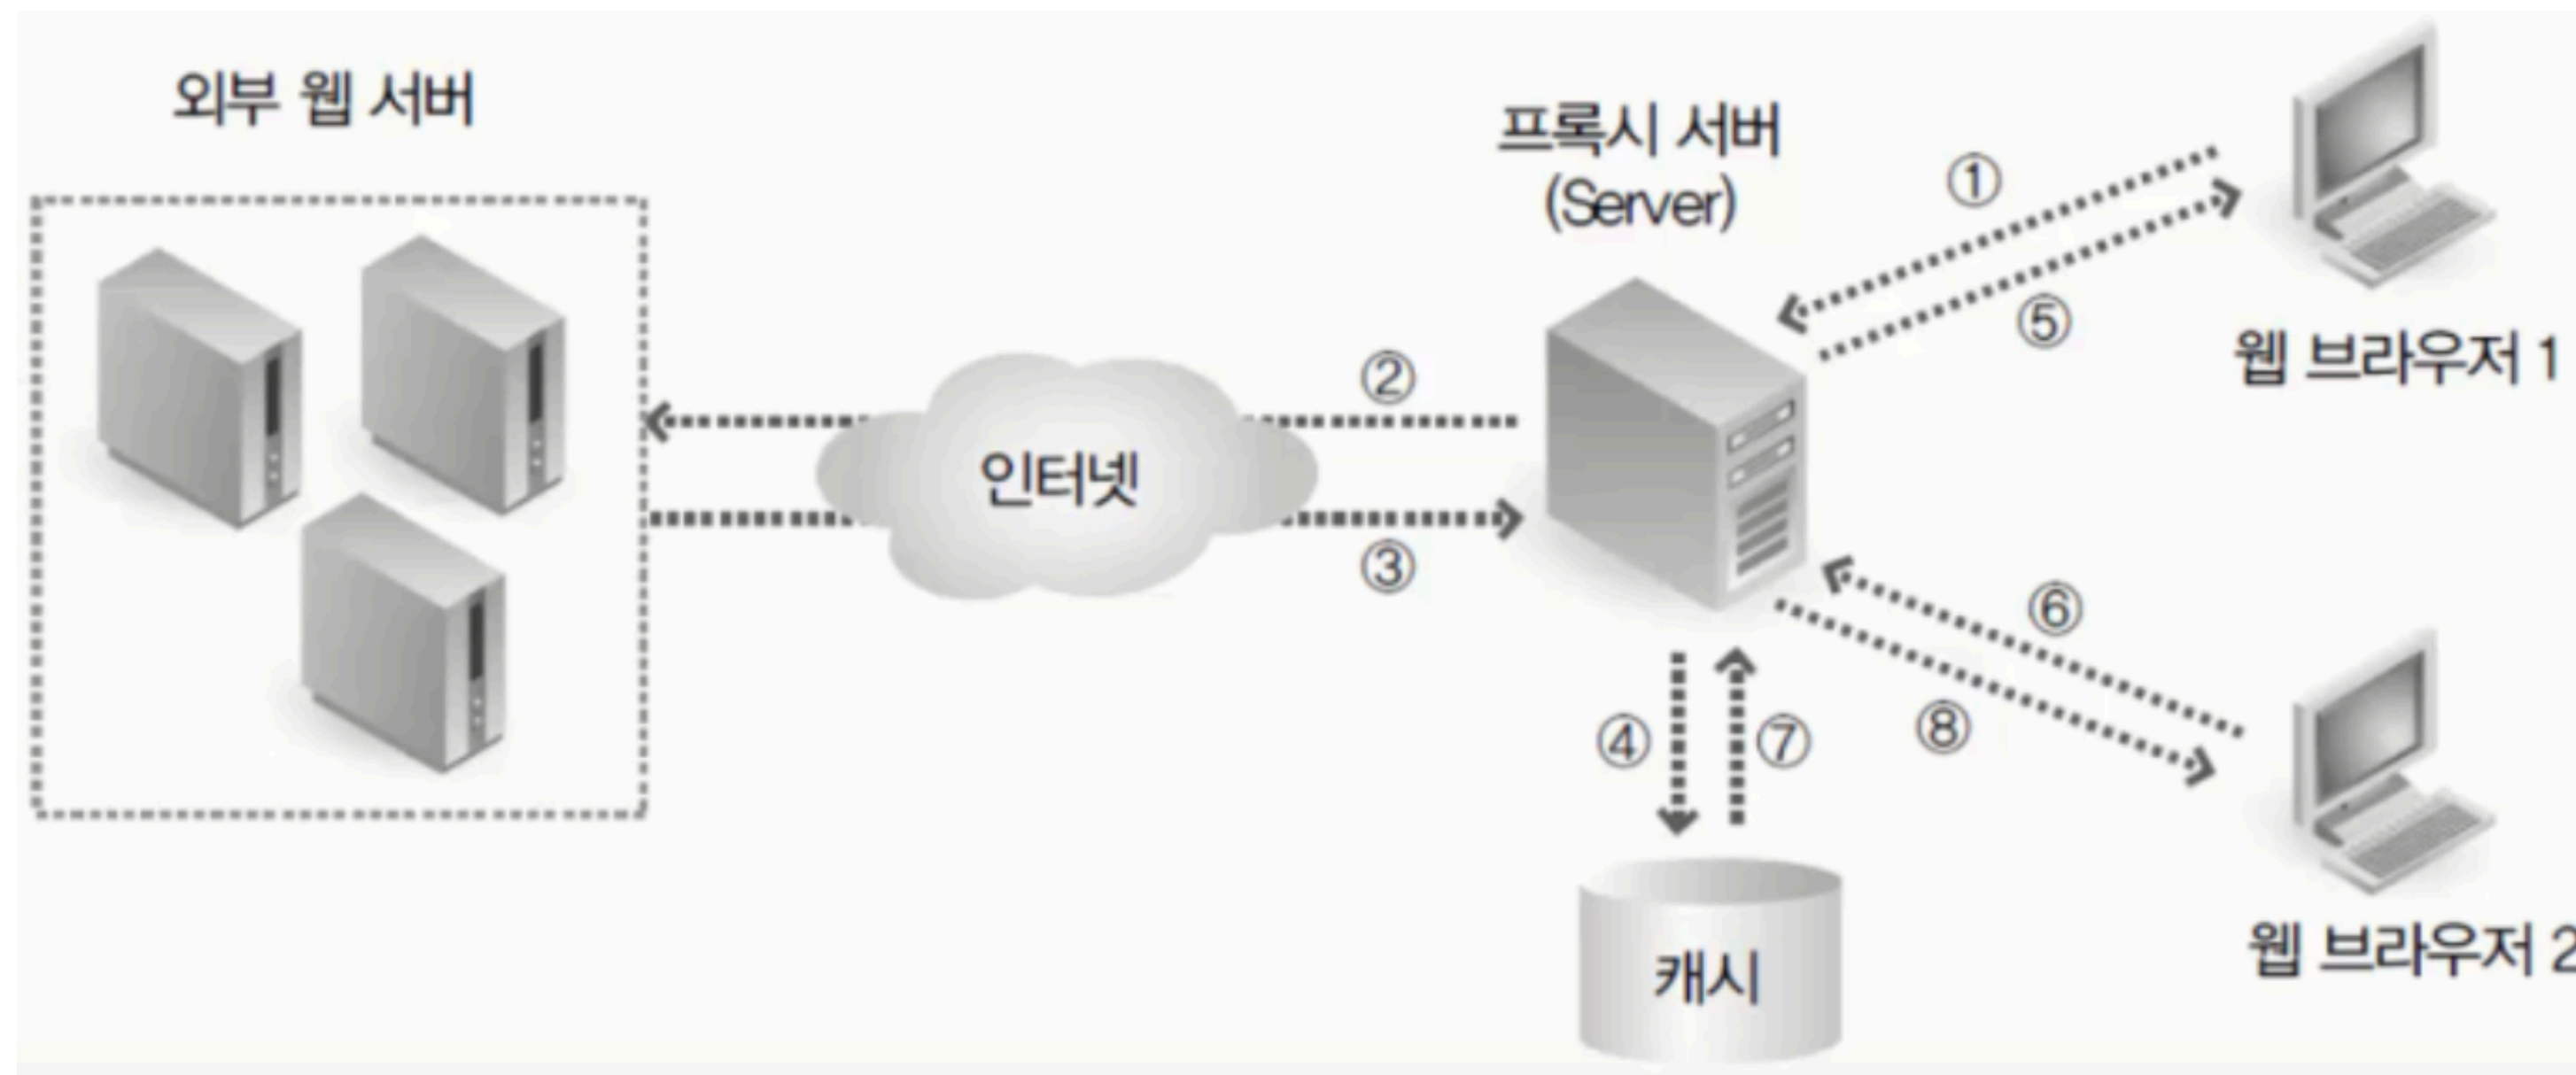 외부 웹 서버
프록시 서버
(Server)
①
⑤
웹 브라우저 1
②
인터넷
③
⑥
⑧
④
⑦
캐시
웹 브라우저 2